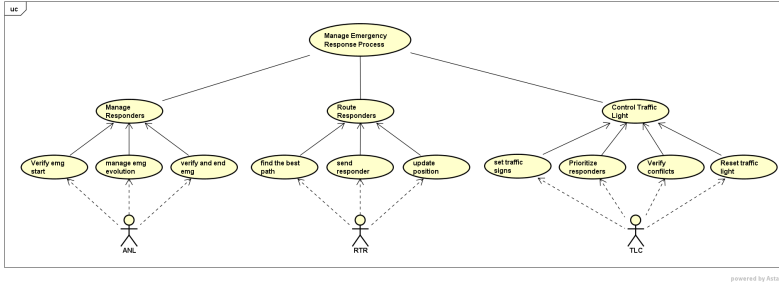 uc
Manage Emergency
Response Process
Manage
Responders
Route
Responders
Control Traffic
Light
Verify emg
start
manage emg
evolution
verify and end
emg
find the best
path
send
responder
update
position
set traffic
signs
Prioritize
responders
Verify
conflicts
Reset traffic
light
ANL
RTR
TLC
powered by Asta